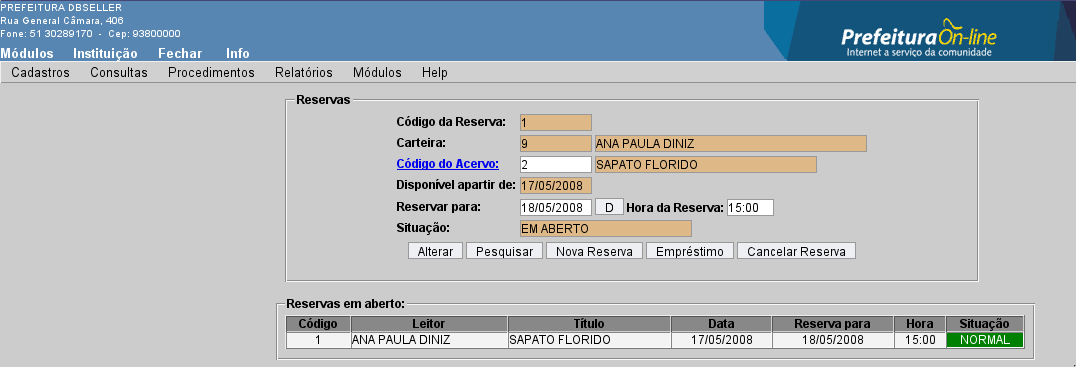 PREFEITURA DBSELLER
Rua General Câmara, 406
Fone: 51 30289170 - Cep: 93800000
PrefeituraOn-line
Internet a serviço da comunidade
Módulos Instituição Fechar Info
Cadastros Consultas Procedimentos Relatórios Módulos Help
Reservas
Código da Reserva: 1
Carteira: 9 ANA PAULA DINIZ
Código do Acervo: 2 SAPATO FLORIDO
Disponível apartir de: 17/05/2008
Reservar para: 18/05/2008 D Hora da Reserva: 15:00
Situação: EM ABERTO
Alterar Pesquisar Nova Reserva Empréstimo Cancelar Reserva
Reservas em aberto:
Código Leitor Título Data Reserva para Hora Situação
1 ANA PAULA DINIZ SAPATO FLORIDO 17/05/2008 18/05/2008 15:00 NORMAL